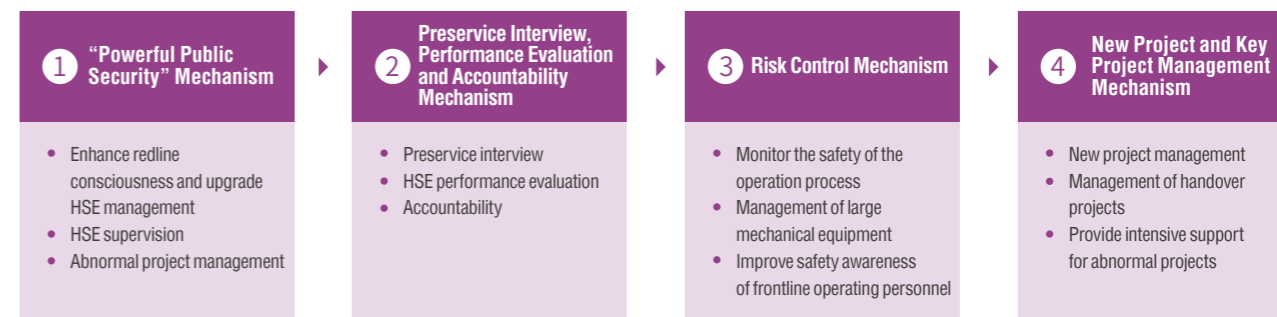 1
“Powerful Public
Security” Mechanism
• Enhance redline
consciousness and upgrade
HSE management
• HSE supervision
• Abnormal project management
2
Preservice Interview,
Performance Evaluation
and Accountability
Mechanism
• Preservice interview
• HSE performance evaluation
• Accountability
3
Risk Control Mechanism
• Monitor the safety of the
operation process
• Management of large
mechanical equipment
• Improve safety awareness
of frontline operating personnel
4
New Project and Key
Project Management
Mechanism
• New project management
• Management of handover
projects
• Provide intensive support
for abnormal projects